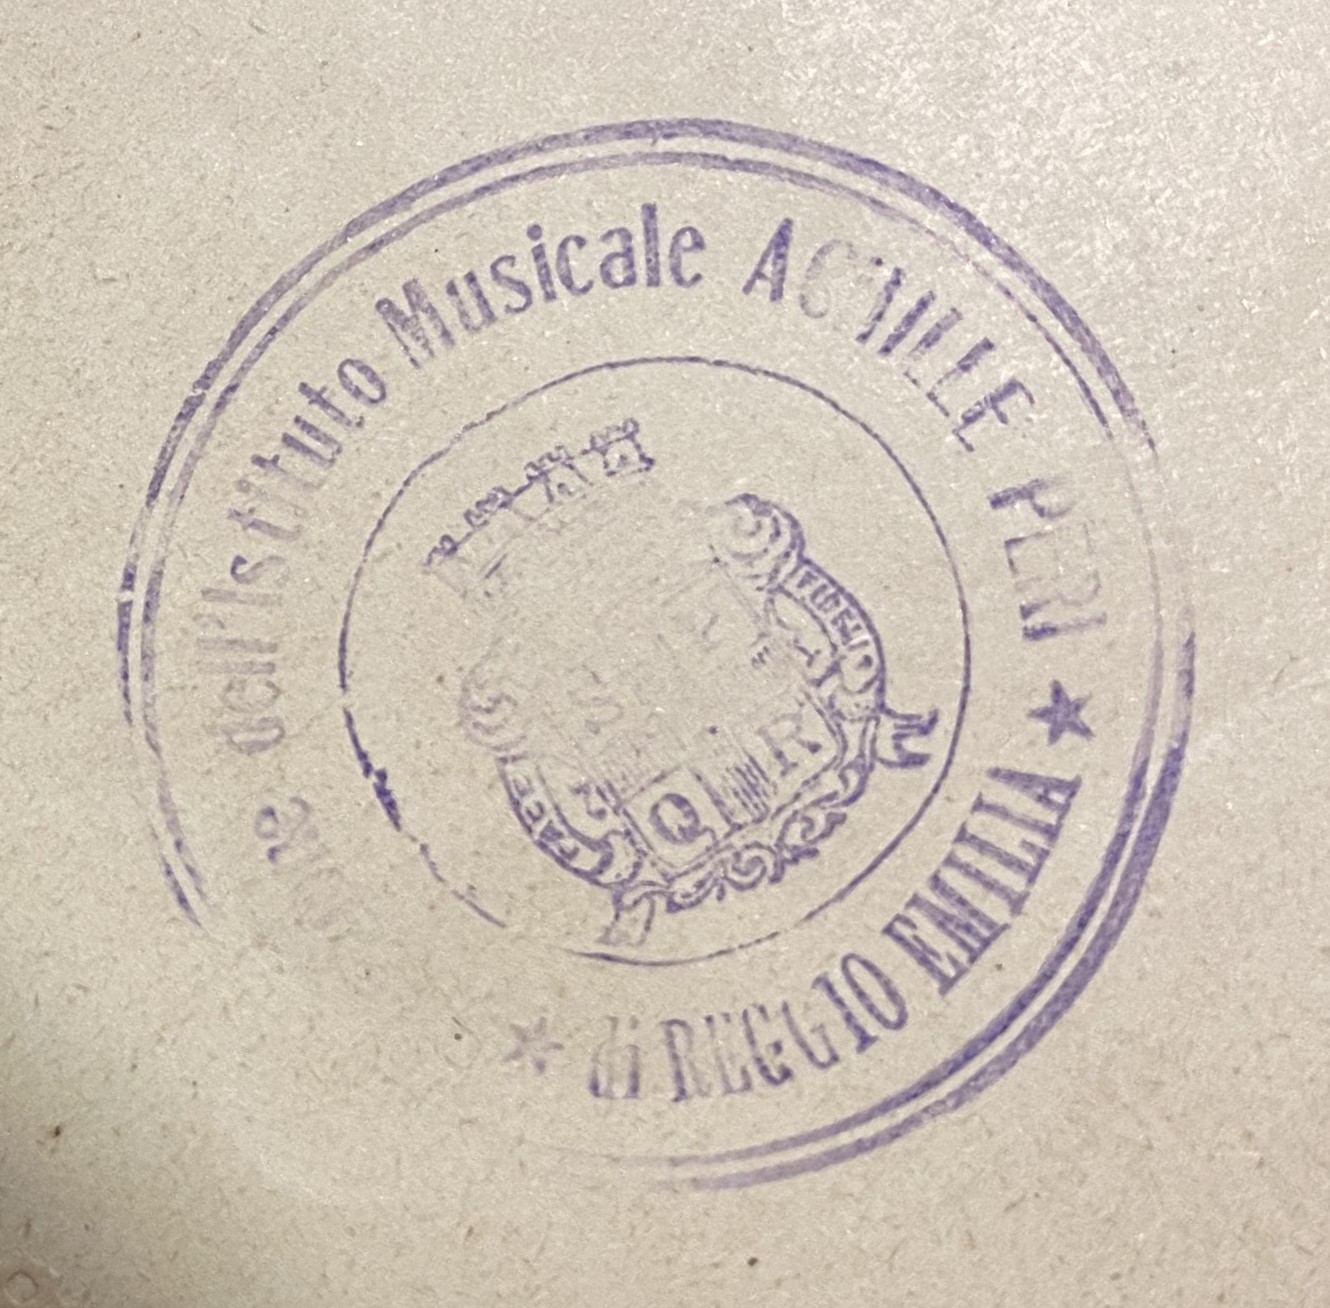 dell'Istituto Musicale ACHILLE PERI
di REGGIO EMILIA
S P
Q R